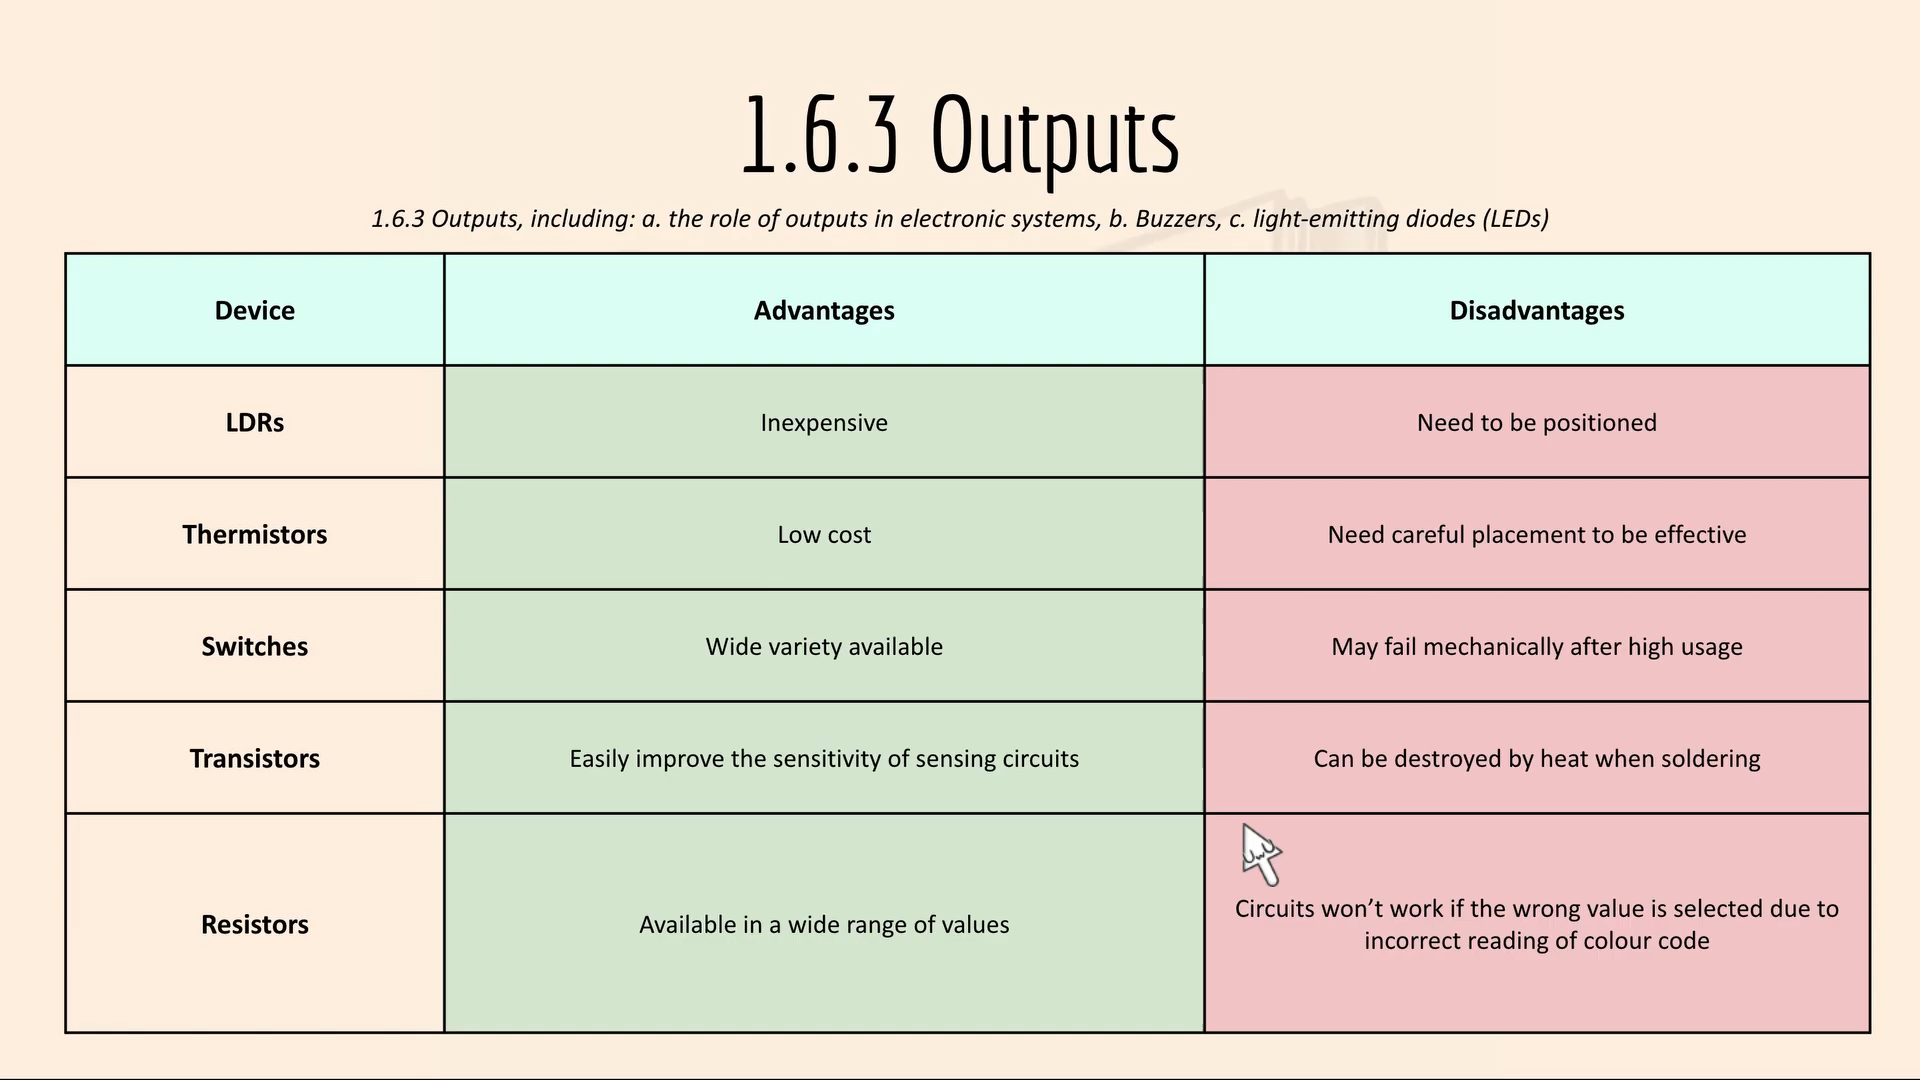 1.6.3 Outputs
1.6.3 Outputs, including: a. the role of outputs in electronic systems, b. Buzzers, c. light-emitting diodes (LEDs)
Device
Advantages
Disadvantages
LDRs
Inexpensive
Need to be positioned
Thermistors
Low cost
Need careful placement to be effective
Switches
Wide variety available
May fail mechanically after high usage
Transistors
Easily improve the sensitivity of sensing circuits
Can be destroyed by heat when soldering
Resistors
Available in a wide range of values
Circuits won’t work if the wrong value is selected due to
incorrect reading of colour code